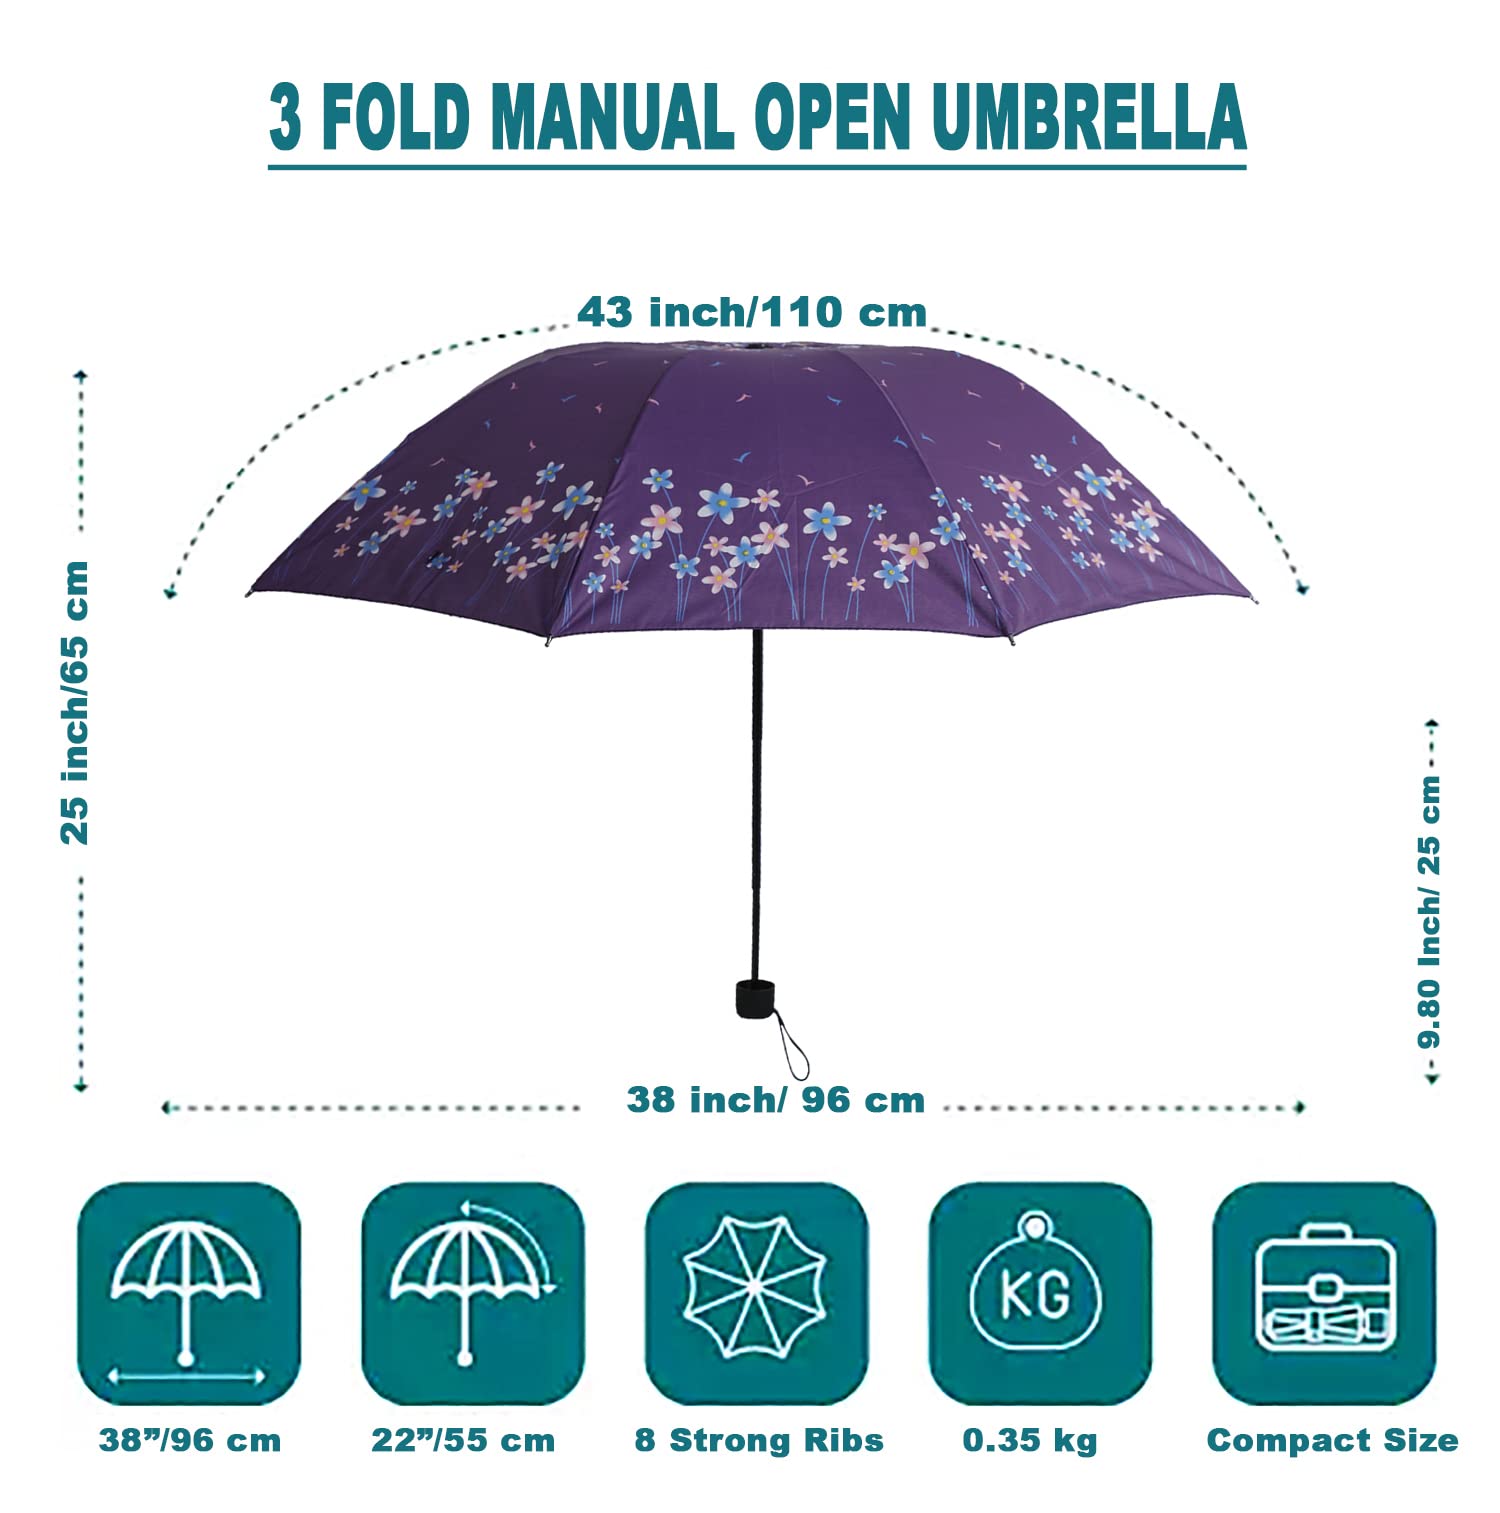 3 FOLD MANUAL OPEN UMBRELLA
43 inch/110 cm
25 inch/65 cm
9.80 Inch/ 25 cm
38 inch/ 96 cm
KG
38”/96 cm
22”/55 cm
8 Strong Ribs
0.35 kg
Compact Size